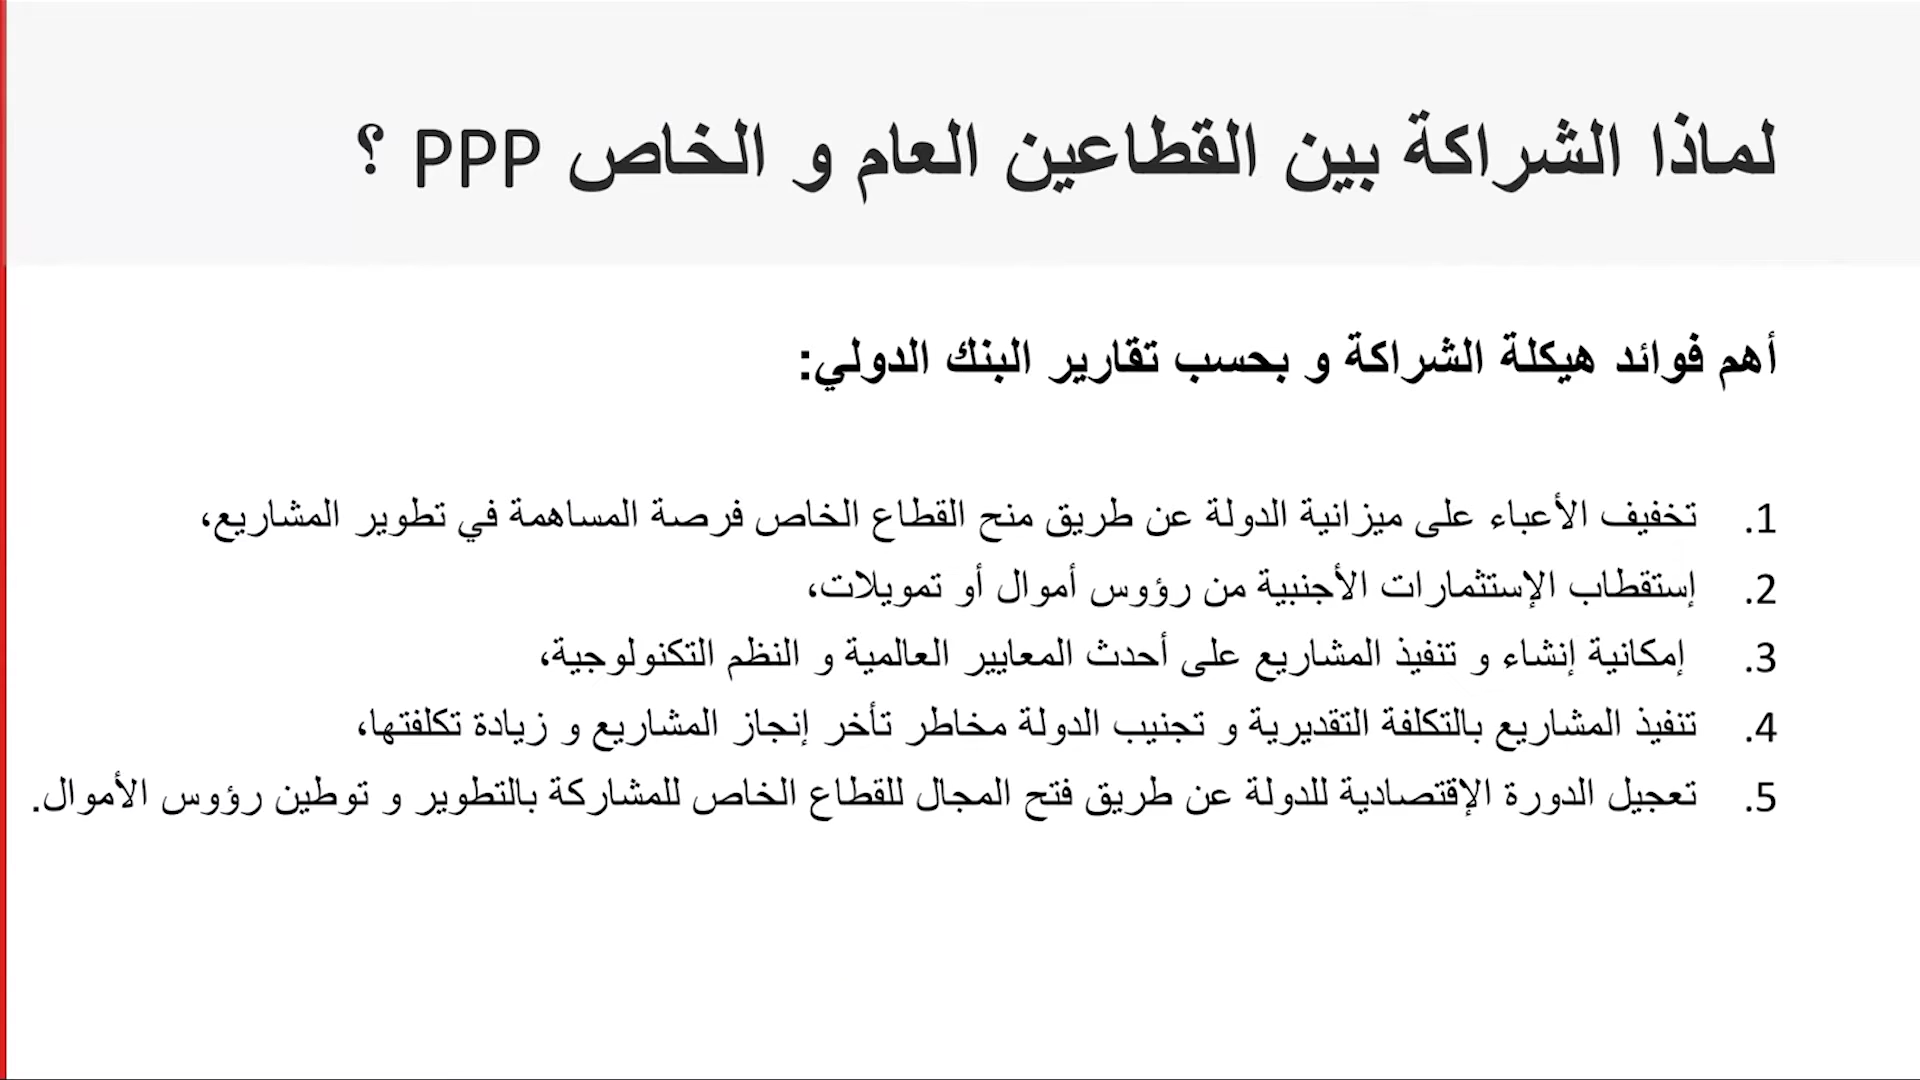 لماذا الشراكة بين القطاعين العام و الخاص PPP ؟
أهم فوائد هيكلة الشراكة و بحسب تقارير البنك الدولي:
1. تخفيف الأعباء على ميزانية الدولة عن طريق منح القطاع الخاص فرصة المساهمة في تطوير المشاريع،
2. إستقطاب الإستثمارات الأجنبية من رؤوس أموال أو تمويلات،
3. إمكانية إنشاء و تنفيذ المشاريع على أحدث المعايير العالمية و النظم التكنولوجية،
4. تنفيذ المشاريع بالتكلفة التقديرية و تجنيب الدولة مخاطر تأخر إنجاز المشاريع و زيادة تكلفتها،
5. تعجيل الدورة الإقتصادية للدولة عن طريق فتح المجال للقطاع الخاص للمشاركة بالتطوير و توطين رؤوس الأموال.